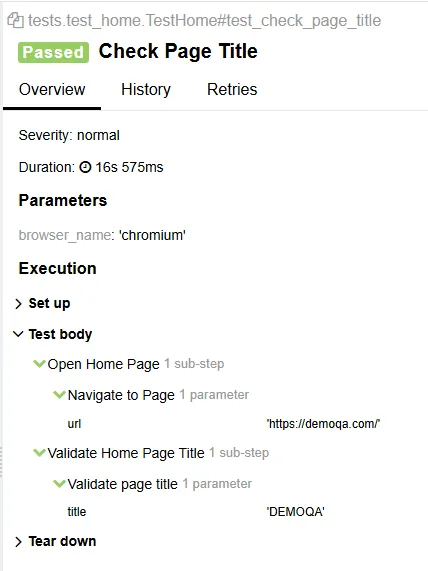 tests.test_home.TestHome#test_check_page_title
Passed Check Page Title
Overview History Retries
Severity: normal
Duration: 16s 575ms
Parameters
browser_name: 'chromium'
Execution
Set up
Test body
Open Home Page 1 sub-step
Navigate to Page 1 parameter
url 'https://demoqa.com/'
Validate Home Page Title 1 sub-step
Validate page title 1 parameter
title 'DEMOQA'
Tear down